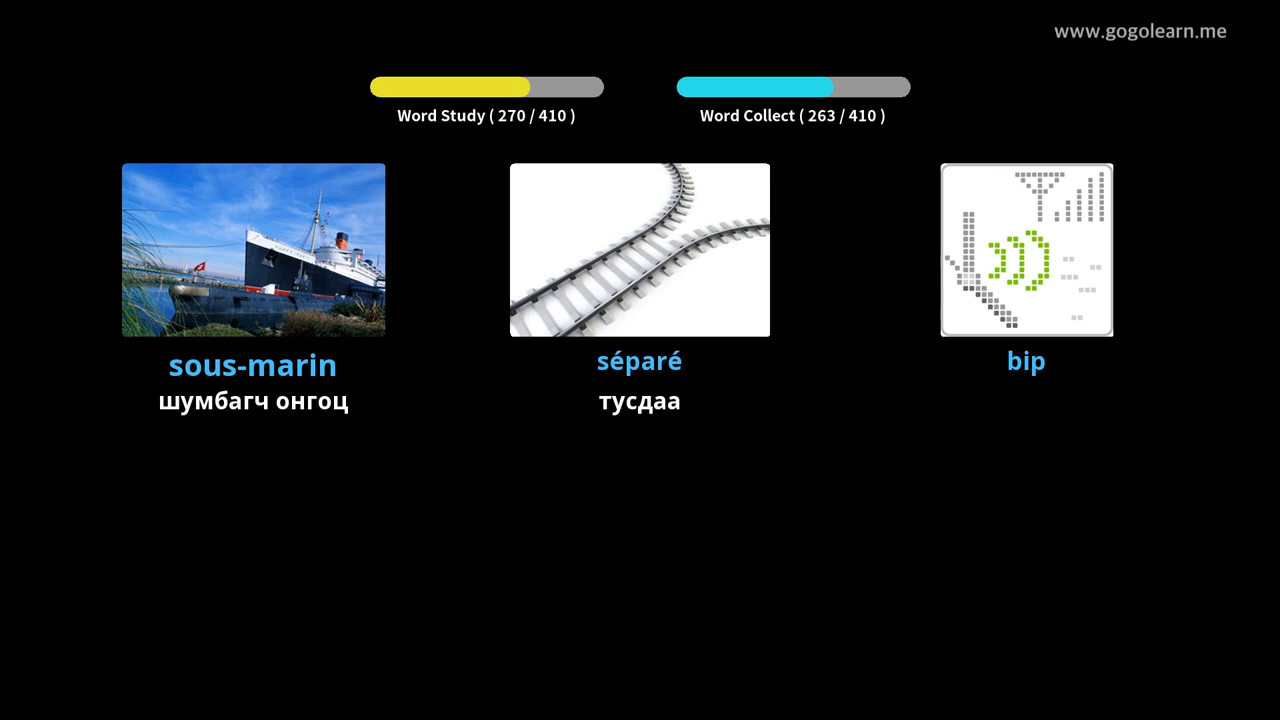 www.gogolearn.me
Word Study ( 270 / 410 )
Word Collect ( 263 / 410 )
sous-marin
séparé
bip
шумбагч онгоц
тусдаа